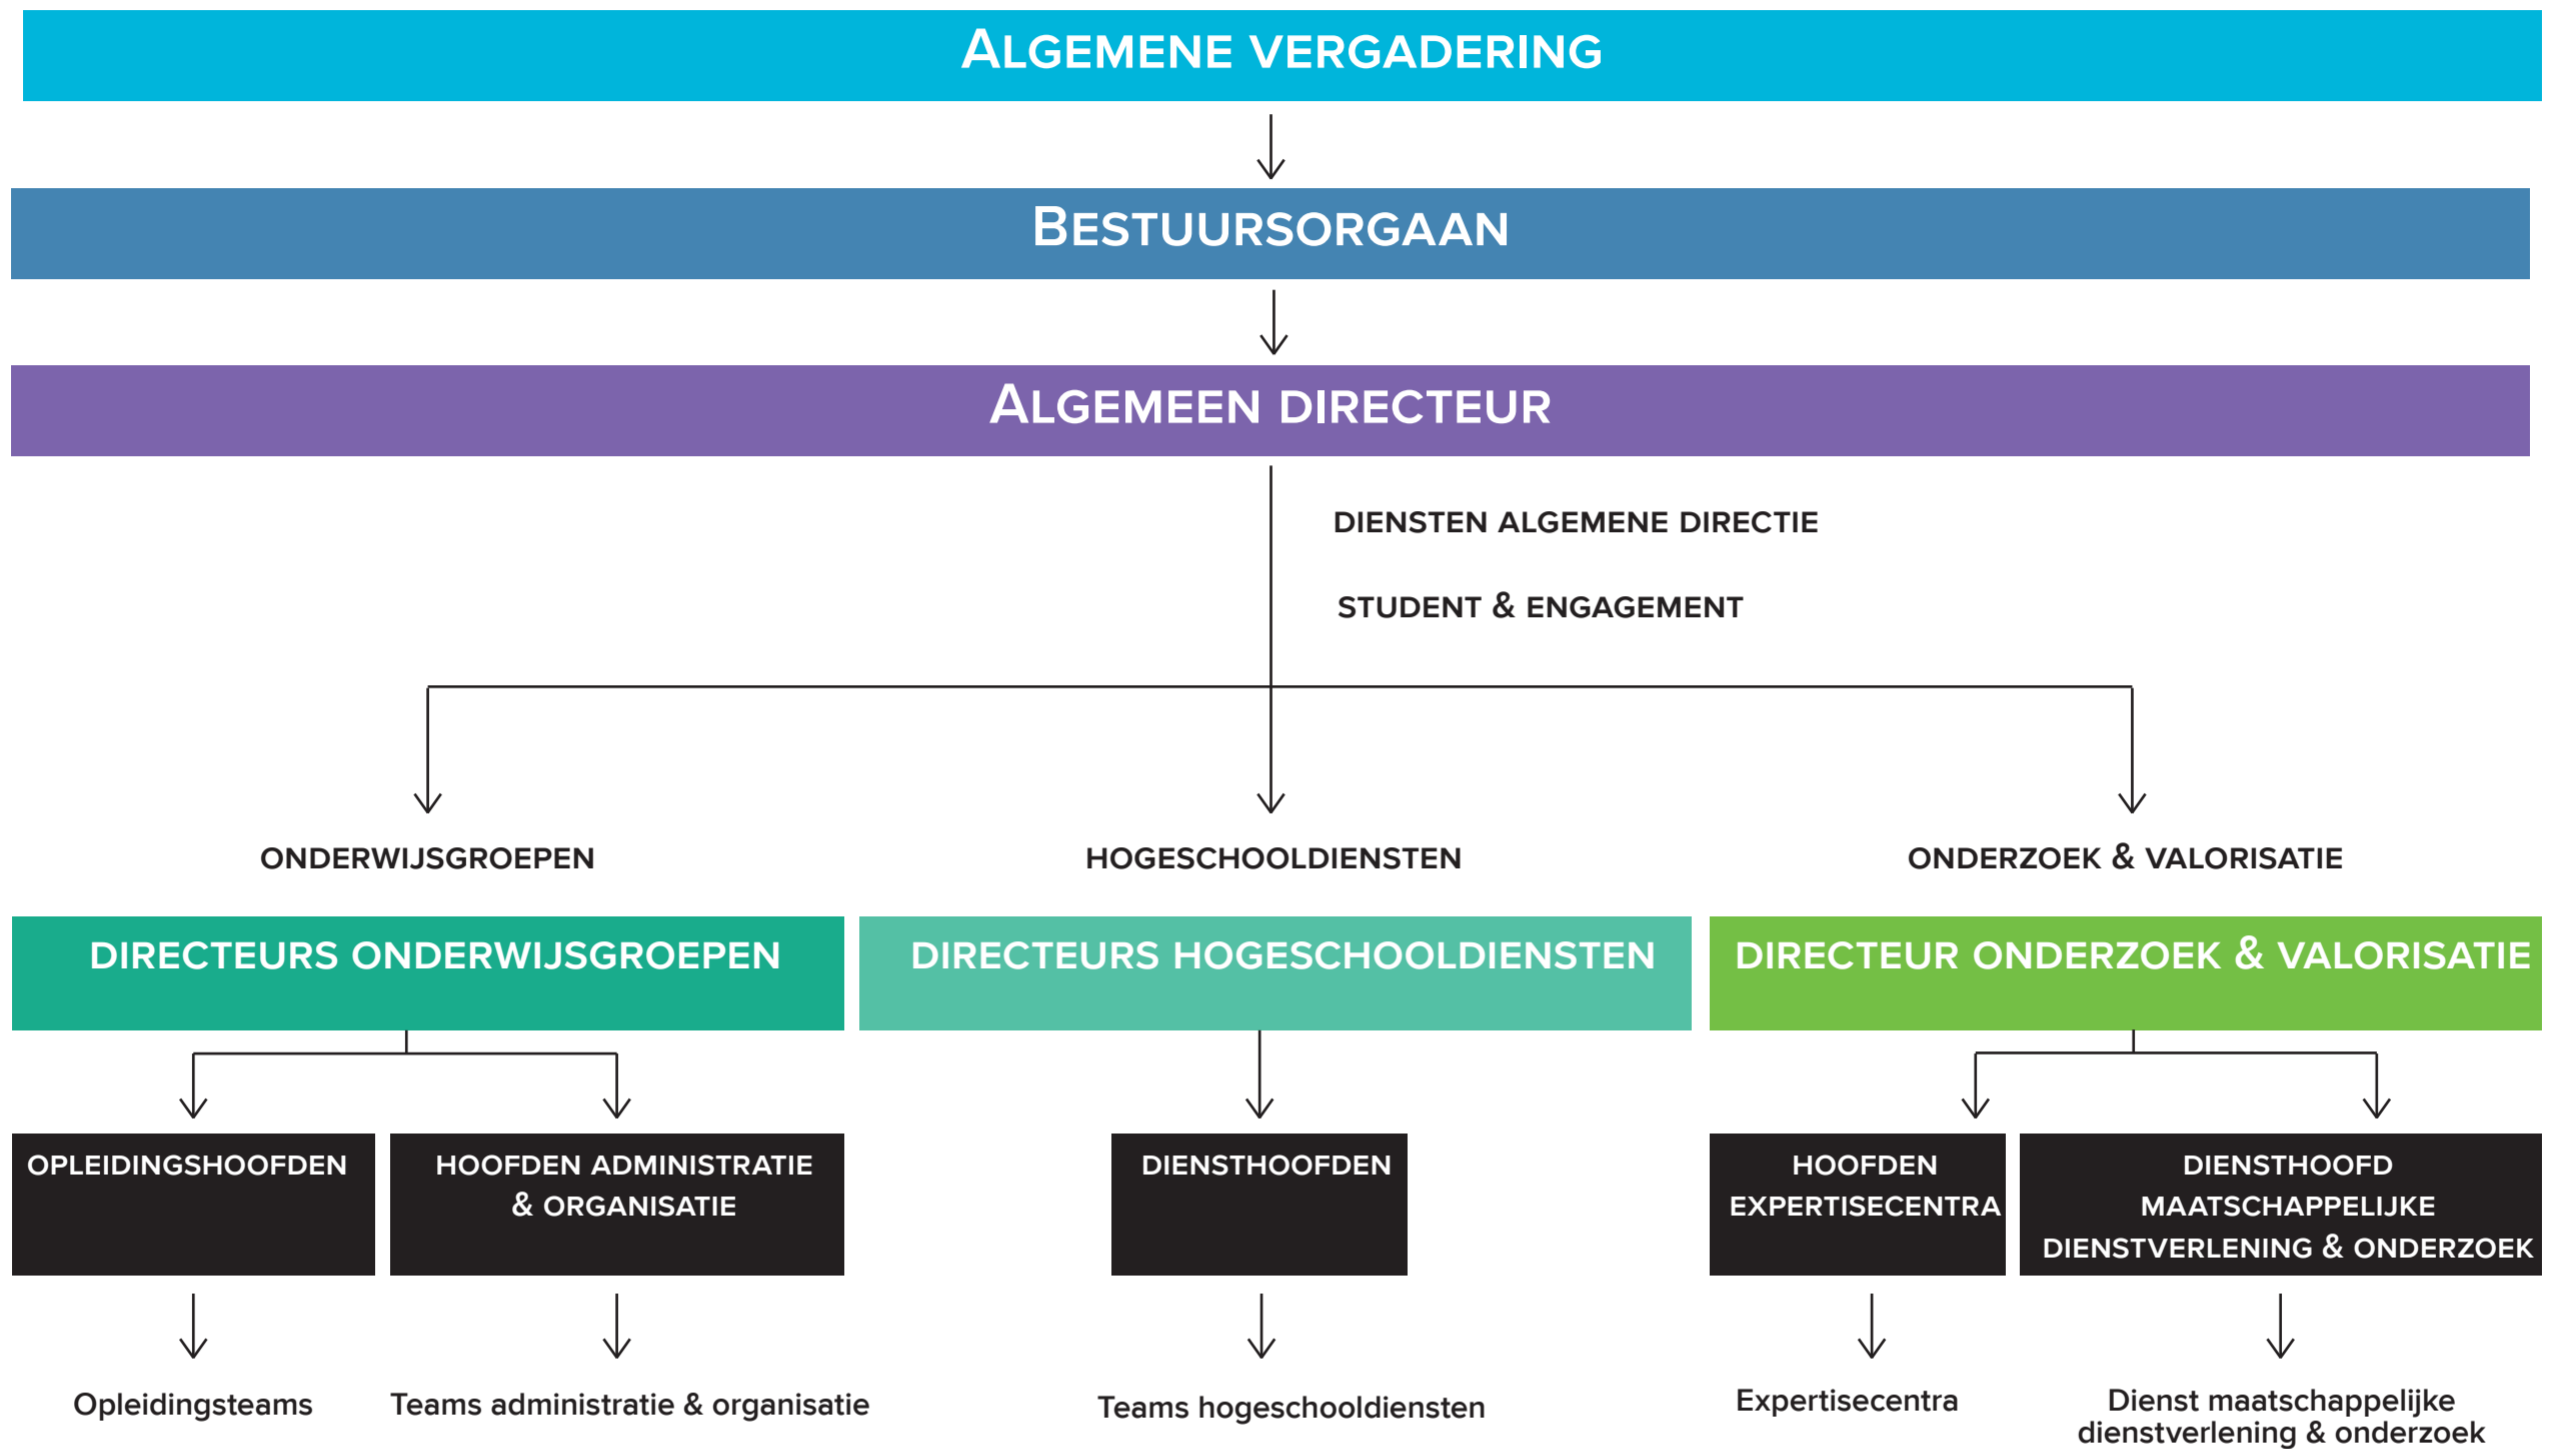 ALGEMENE VERGADERING
BESTUURSORGAAN
ALGEMEEN DIRECTEUR
DIENSTEN ALGEMENE DIRECTIE
STUDENT & ENGAGEMENT
ONDERWIJSGROEPEN
HOGESCHOOLDIENSTEN
ONDERZOEK & VALORISATIE
DIRECTEURS ONDERWIJSGROEPEN
DIRECTEURS HOGESCHOOLDIENSTEN
DIRECTEUR ONDERZOEK & VALORISATIE
OPLEIDINGSHOOFDEN
HOOFDEN ADMINISTRATIE
& ORGANISATIE
DIENSTHOOFDEN
HOOFDEN
EXPERTISECENTRA
DIENSTHOOFD
MAATSCHAPPELIJKE
DIENSTVERLENING & ONDERZOEK
Opleidingsteams
Teams administratie & organisatie
Teams hogeschooldiensten
Expertisecentra
Dienst maatschappelijke
dienstverlening & onderzoek